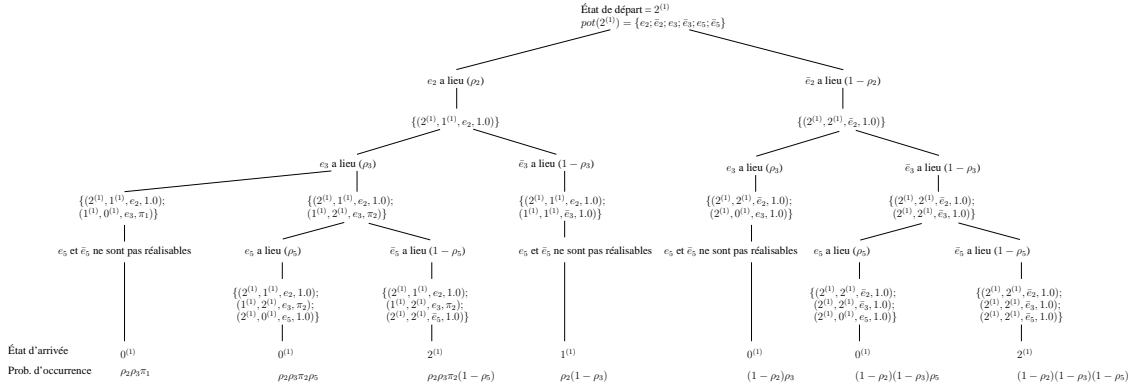 État de départ = 2⁽¹⁾
pot(2⁽¹⁾) = {e₂; ē₂; e₃; ē₃; e₅; ē₅}
e₂ a lieu (ρ₂)
ē₂ a lieu (1 − ρ₂)
{(2⁽¹⁾, 1⁽¹⁾, e₂, 1.0)}
{(2⁽¹⁾, 2⁽¹⁾, ē₂, 1.0)}
e₃ a lieu (ρ₃)
ē₃ a lieu (1 − ρ₃)
e₃ a lieu (ρ₃)
ē₃ a lieu (1 − ρ₃)
{(2⁽¹⁾, 1⁽¹⁾, e₂, 1.0);
(1⁽¹⁾, 0⁽¹⁾, e₃, π₁)}
{(2⁽¹⁾, 1⁽¹⁾, e₂, 1.0);
(1⁽¹⁾, 2⁽¹⁾, e₃, π₂)}
{(2⁽¹⁾, 1⁽¹⁾, e₂, 1.0);
(1⁽¹⁾, 1⁽¹⁾, ē₃, 1.0)}
{(2⁽¹⁾, 2⁽¹⁾, ē₂, 1.0);
(2⁽¹⁾, 0⁽¹⁾, e₃, 1.0)}
{(2⁽¹⁾, 2⁽¹⁾, ē₂, 1.0);
(2⁽¹⁾, 2⁽¹⁾, ē₃, 1.0)}
e₅ et ē₅ ne sont pas réalisables
e₅ a lieu (ρ₅)
ē₅ a lieu (1 − ρ₅)
e₅ et ē₅ ne sont pas réalisables
e₅ et ē₅ ne sont pas réalisables
e₅ a lieu (ρ₅)
ē₅ a lieu (1 − ρ₅)
{(2⁽¹⁾, 1⁽¹⁾, e₂, 1.0);
(1⁽¹⁾, 2⁽¹⁾, e₃, π₂);
(2⁽¹⁾, 0⁽¹⁾, e₅, 1.0)}
{(2⁽¹⁾, 1⁽¹⁾, e₂, 1.0);
(1⁽¹⁾, 2⁽¹⁾, e₃, π₂);
(2⁽¹⁾, 2⁽¹⁾, ē₅, 1.0)}
{(2⁽¹⁾, 2⁽¹⁾, ē₂, 1.0);
(2⁽¹⁾, 2⁽¹⁾, ē₃, 1.0);
(2⁽¹⁾, 0⁽¹⁾, e₅, 1.0)}
{(2⁽¹⁾, 2⁽¹⁾, ē₂, 1.0);
(2⁽¹⁾, 2⁽¹⁾, ē₃, 1.0);
(2⁽¹⁾, 2⁽¹⁾, ē₅, 1.0)}
État d'arrivée 0⁽¹⁾ 0⁽¹⁾ 2⁽¹⁾ 1⁽¹⁾ 0⁽¹⁾ 0⁽¹⁾ 2⁽¹⁾
Prob. d'occurrence ρ₂ρ₃π₁ ρ₂ρ₃π₂ρ₅ ρ₂ρ₃π₂(1 − ρ₅) ρ₂(1 − ρ₃) (1 − ρ₂)ρ₃ (1 − ρ₂)(1 − ρ₃)ρ₅ (1 − ρ₂)(1 − ρ₃)(1 − ρ₅)